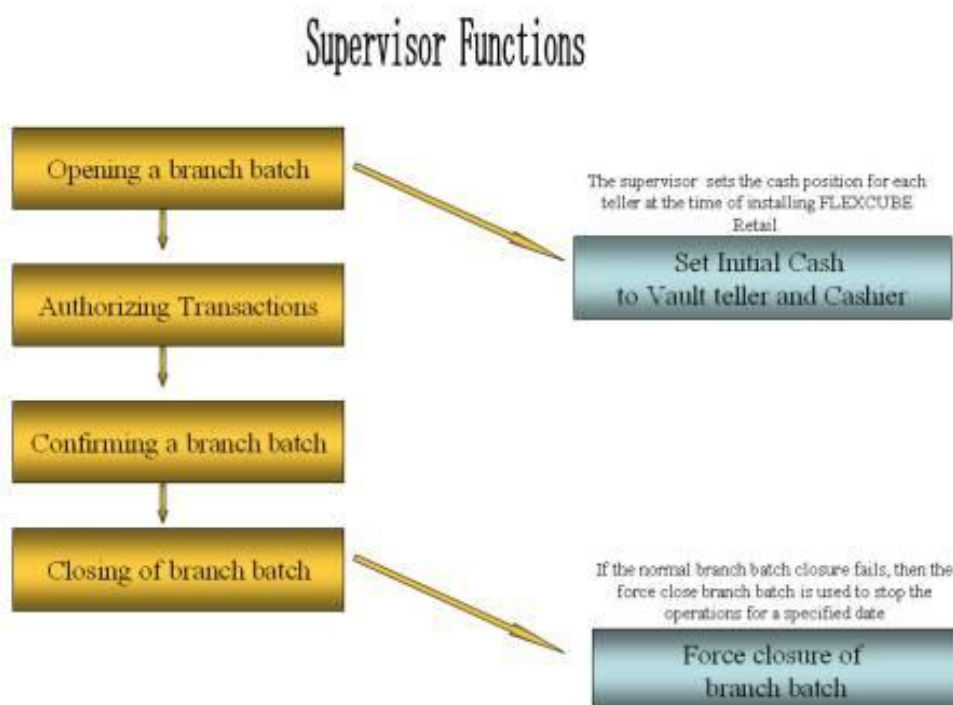 Supervisor Functions
Opening a branch batch
The supervisor sets the cash position for each
teller at the time of installing FLEXCUBE
Retail
Set Initial Cash
to Vault teller and Cashier
Authorizing Transactions
Confirming a branch batch
Closing of branch batch
If the normal branch batch closure fails, then the
force close branch batch is used to stop the
operations for a specified date
Force closure of
branch batch